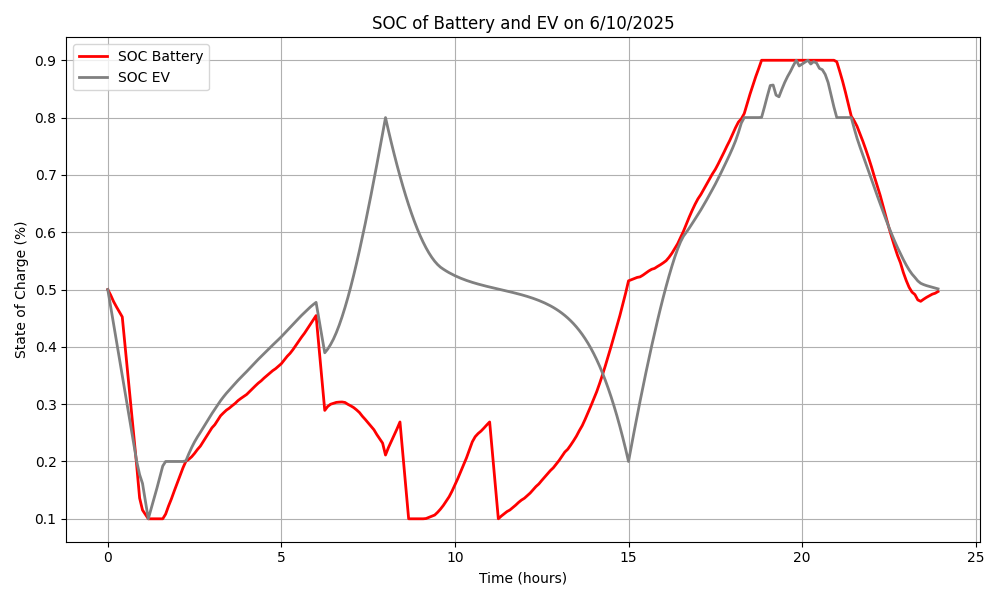 SOC of Battery and EV on 6/10/2025
SOC Battery
SOC EV
State of Charge (%)
0.9
0.8
0.7
0.6
0.5
0.4
0.3
0.2
0.1
0 5 10 15 20 25
Time (hours)